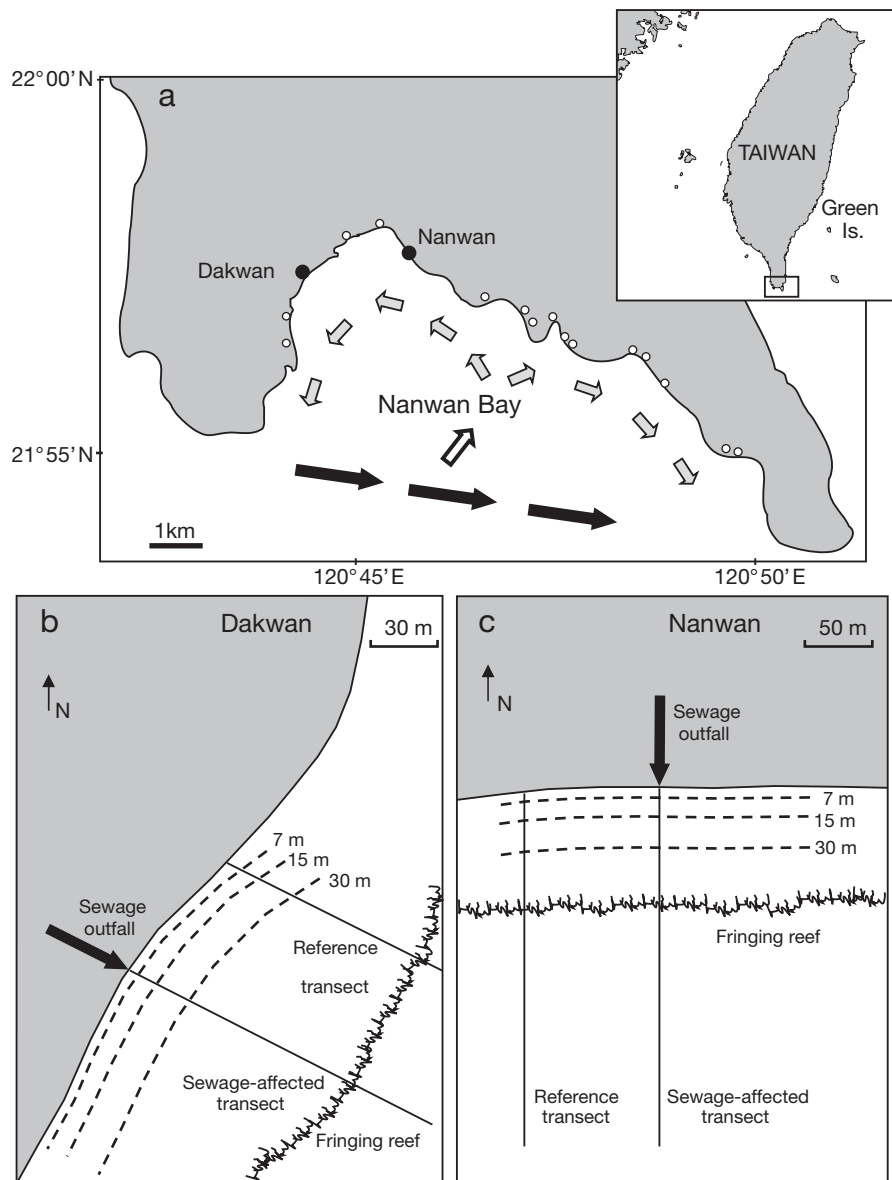 22°00'N
a
TAIWAN
Green
Is.
Nanwan
Dakwan
Nanwan Bay
21°55'N
1km
120°45'E
120°50'E
b
Dakwan
30 m
N
7 m
15 m
30 m
Sewage
outfall
Reference
transect
Sewage-affected
transect
Fringing reef
c
Nanwan
50 m
N
Sewage
outfall
7 m
15 m
30 m
Fringing reef
Reference
transect
Sewage-affected
transect